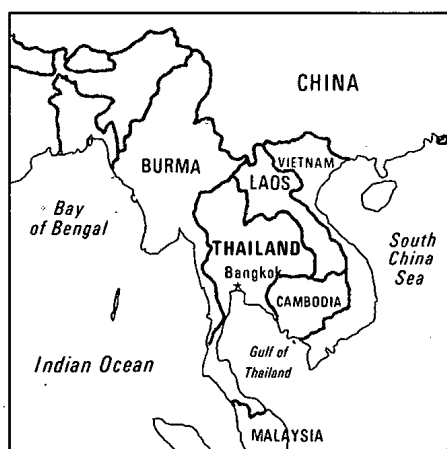 CHINA
VIETNAM
BURMA
LAOS
Bay
of Bengal
THAILAND
Bangkok
South
China
Sea
CAMBODIA
Gulf of
Thailand
Indian Ocean
MALAYSIA